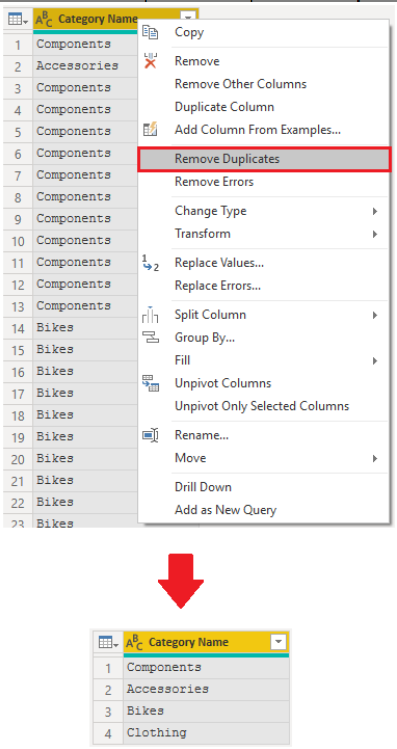 ABC Category Name
1 Components
2 Accessories
3 Components
4 Components
5 Components
6 Components
7 Components
8 Components
9 Components
10 Components
11 Components
12 Components
13 Components
14 Bikes
15 Bikes
16 Bikes
17 Bikes
18 Bikes
19 Bikes
20 Bikes
21 Bikes
22 Bikes
23 Bikes
Copy
Remove
Remove Other Columns
Duplicate Column
Add Column From Examples...
Remove Duplicates
Remove Errors
Change Type
Transform
1 2 Replace Values...
Replace Errors...
Split Column
Group By...
Fill
Unpivot Columns
Unpivot Only Selected Columns
Rename...
Move
Drill Down
Add as New Query
ABC Category Name
1 Components
2 Accessories
3 Bikes
4 Clothing